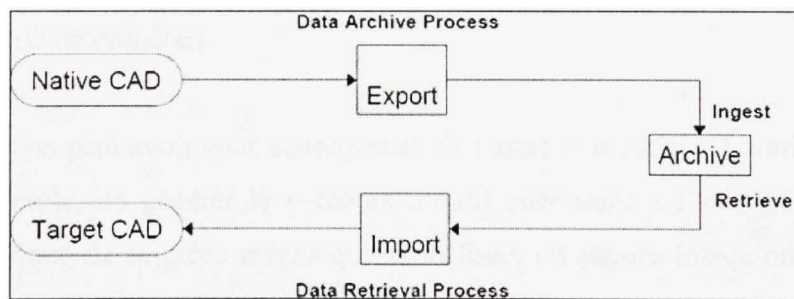 Data Archive Process
Native CAD
Export
Ingest
Archive
Retrieve
Target CAD
Import
Data Retrieval Process